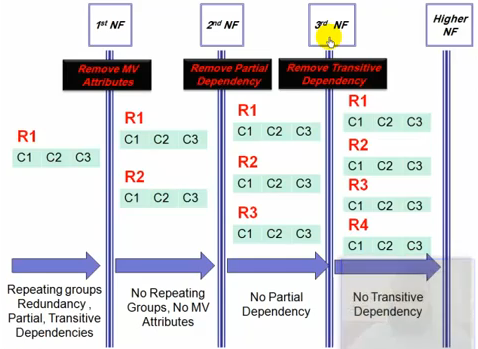 1st NF
2nd NF
3rd NF
Higher
NF
Remove MV
Attributes
Remove Partial
Dependency
Remove Transitive
Dependency
R1
C1 C2 C3
R1
C1 C2 C3
R2
C1 C2 C3
R1
C1 C2 C3
R2
C1 C2 C3
R3
C1 C2 C3
R1
C1 C2 C3
R2
C1 C2 C3
R3
C1 C2 C3
R4
C1 C2 C3
Repeating groups
Redundancy ,
Partial, Transitive
Dependencies
No Repeating
Groups, No MV
Attributes
No Partial
Dependency
No Transitive
Dependency